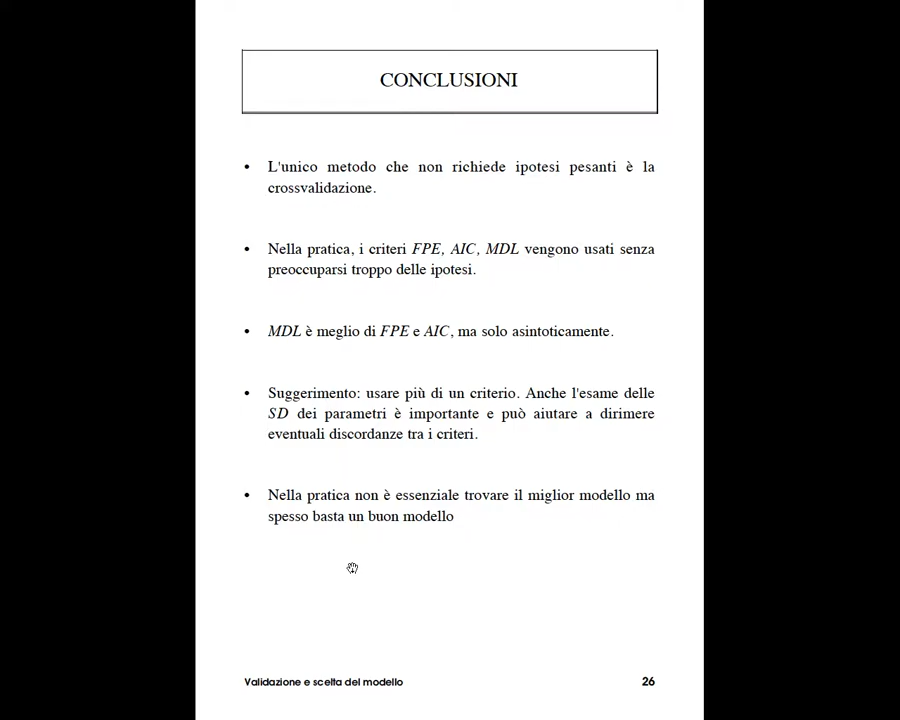 CONCLUSIONI
• L'unico metodo che non richiede ipotesi pesanti è la
crossvalidazione.
• Nella pratica, i criteri FPE, AIC, MDL vengono usati senza
preoccuparsi troppo delle ipotesi.
• MDL è meglio di FPE e AIC, ma solo asintoticamente.
• Suggerimento: usare più di un criterio. Anche l'esame delle
SD dei parametri è importante e può aiutare a dirimere
eventuali discordanze tra i criteri.
• Nella pratica non è essenziale trovare il miglior modello ma
spesso basta un buon modello
Validazione e scelta del modello 26